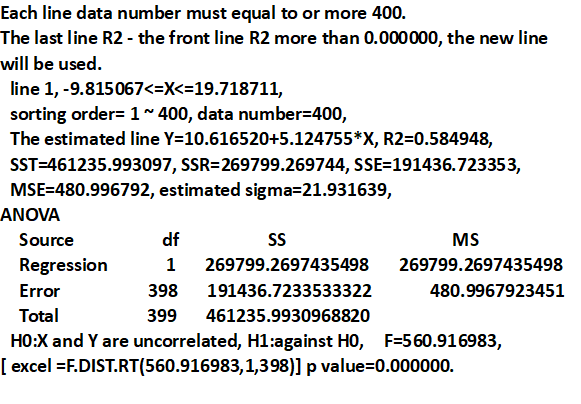 Each line data number must equal to or more 400.
The last line R2 - the front line R2 more than 0.000000, the new line
will be used.
line 1, -9.815067<=X<=19.718711,
sorting order= 1 ~ 400, data number=400,
The estimated line Y=10.616520+5.124755*X, R2=0.584948,
SST=461235.993097, SSR=269799.269744, SSE=191436.723353,
MSE=480.996792, estimated sigma=21.931639,
ANOVA
Source df SS MS
Regression 1 269799.2697435498 269799.2697435498
Error 398 191436.7233533322 480.9967923451
Total 399 461235.9930968820
H0:X and Y are uncorrelated, H1:against H0, F=560.916983,
[ excel =F.DIST.RT(560.916983,1,398)] p value=0.000000.